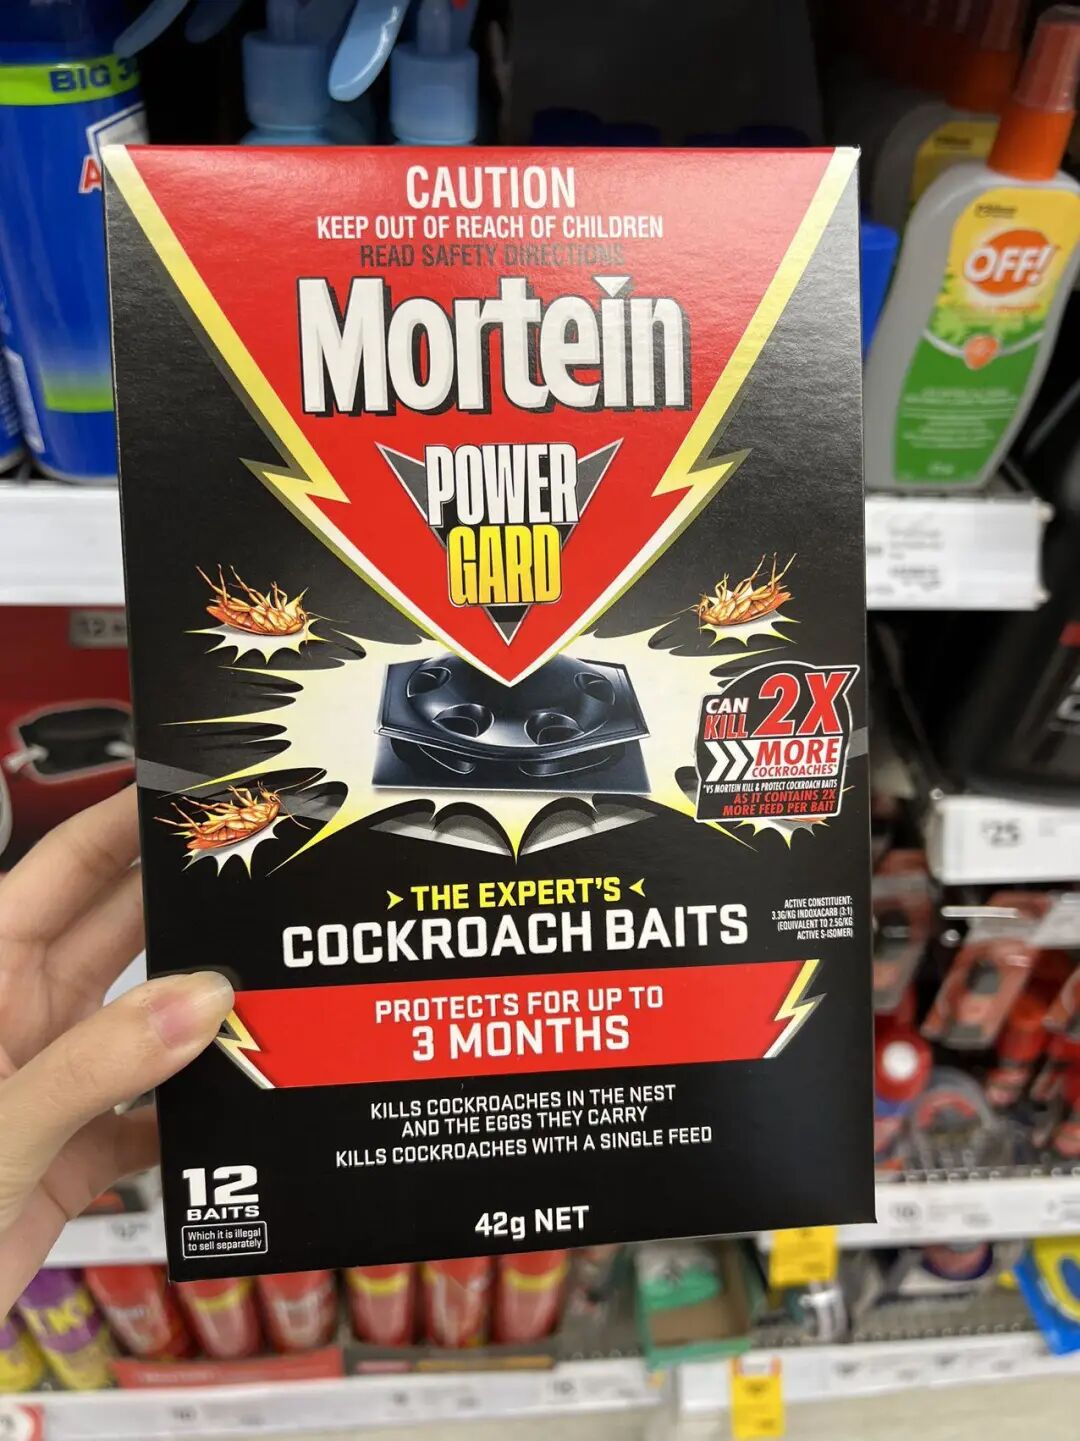 BIG
CAUTION
KEEP OUT OF REACH OF CHILDREN
READ SAFETY DIRECTIONS
Mortein
POWER
GARD
OFF!
CAN
KILL
2X
MORE
COCKROACHES*
*VS MORTEIN KILL & PROTECT COCKROACH BAITS
AS IT CONTAINS 2X
MORE FEED PER BAIT
THE EXPERT'S
COCKROACH BAITS
ACTIVE CONSTITUENT:
3.3G/KG INDOXACARB (3:1)
(EQUIVALENT TO 2.5G/KG
ACTIVE S-ISOMER)
PROTECTS FOR UP TO
3 MONTHS
KILLS COCKROACHES IN THE NEST
AND THE EGGS THEY CARRY
KILLS COCKROACHES WITH A SINGLE FEED
12
BAITS
Which it is illegal
to sell separately
42g NET
25